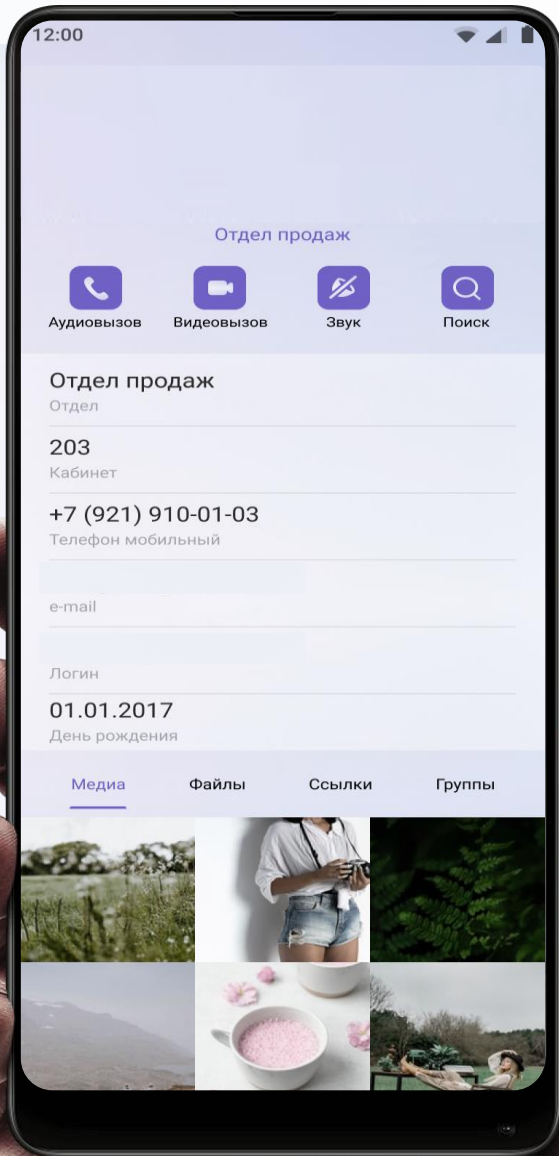 12:00
Отдел продаж
Аудиовызов Видеовызов Звук Поиск
Отдел продаж
Отдел
203
Кабинет
+7 (921) 910-01-03
Телефон мобильный
e-mail
Логин
01.01.2017
День рождения
Медиа Файлы Ссылки Группы